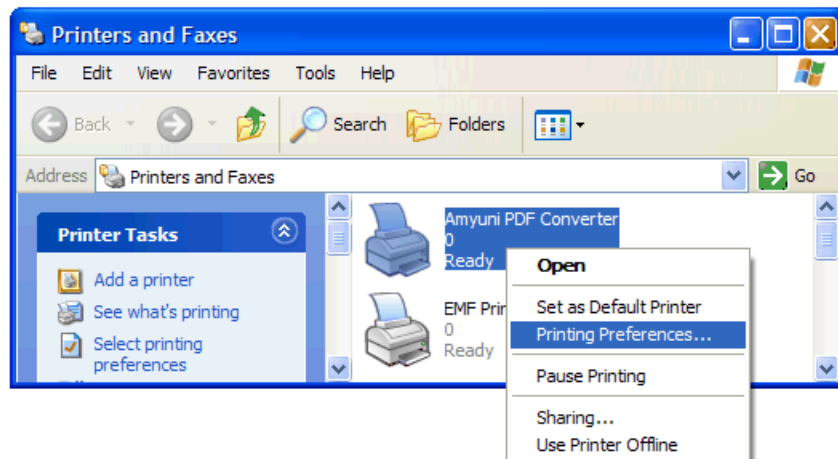 Printers and Faxes
File Edit View Favorites Tools Help
Back Search Folders
Address Printers and Faxes Go
Printer Tasks
Add a printer
See what's printing
Select printing
preferences
Amyuni PDF Converter
0
Ready
EMF Prin
0
Ready
Open
Set as Default Printer
Printing Preferences...
Pause Printing
Sharing...
Use Printer Offline